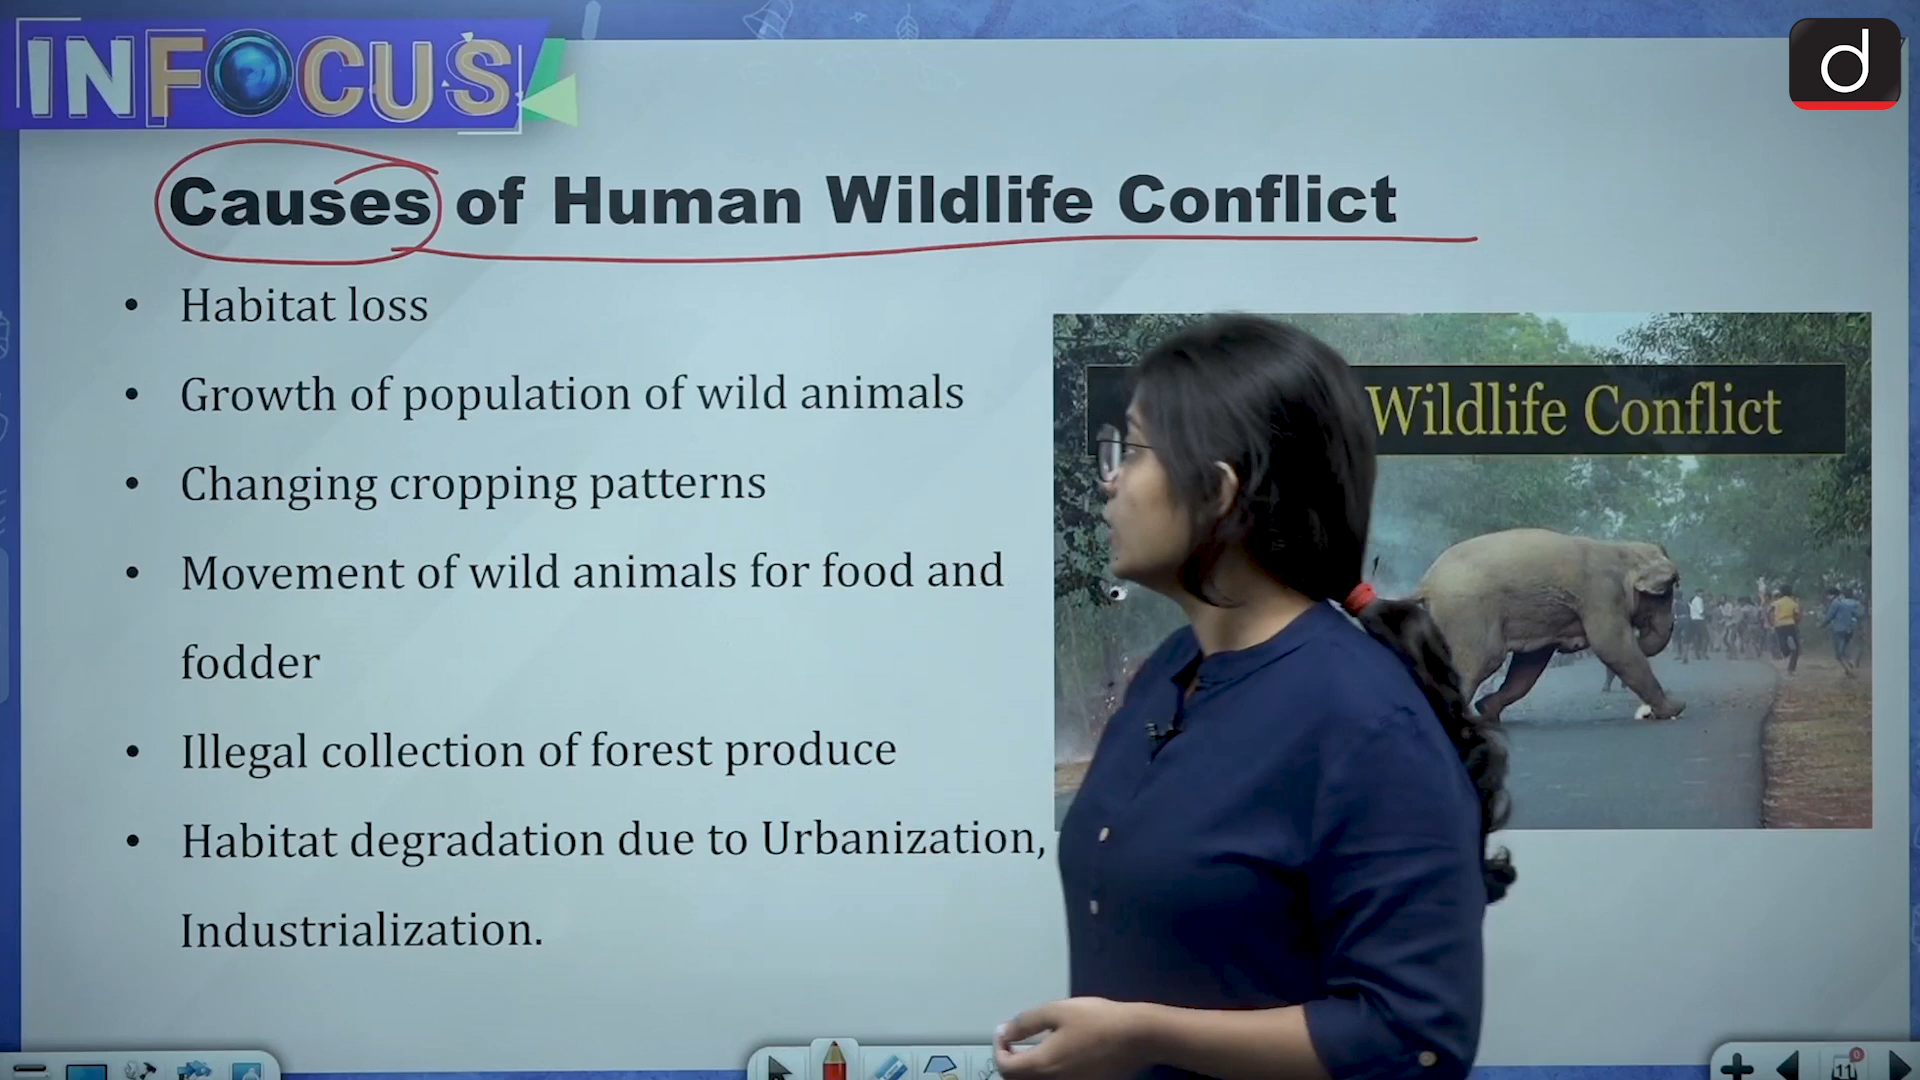 INFOCUS
d
Causes of Human Wildlife Conflict
• Habitat loss
• Growth of population of wild animals
• Changing cropping patterns
• Movement of wild animals for food and
fodder
• Illegal collection of forest produce
• Habitat degradation due to Urbanization,
Industrialization.
Wildlife Conflict
11
0